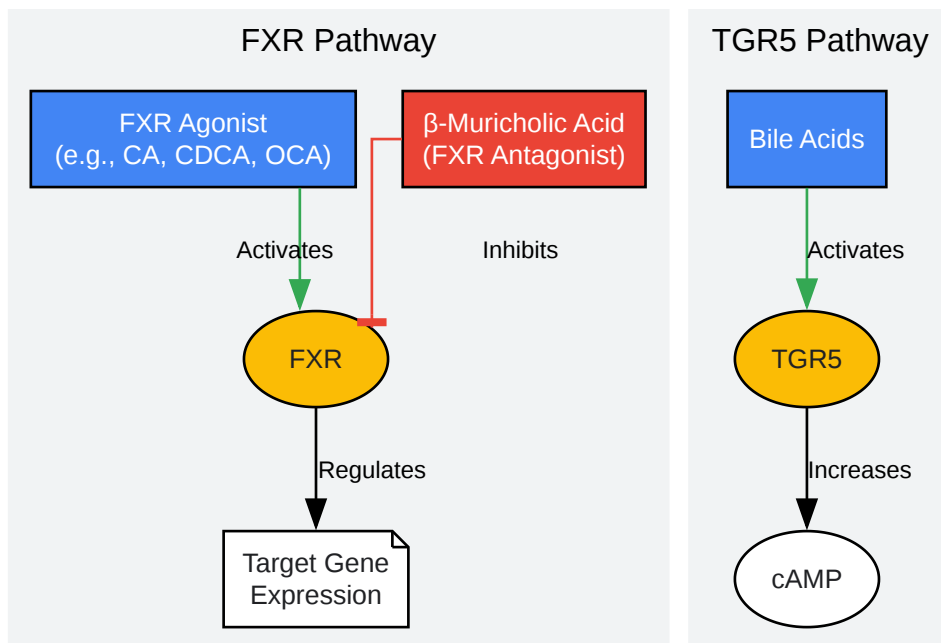 FXR Pathway
FXR Agonist
(e.g., CA, CDCA, OCA)
β-Muricholic Acid
(FXR Antagonist)
Activates
Inhibits
FXR
Regulates
Target Gene
Expression
TGR5 Pathway
Bile Acids
Activates
TGR5
Increases
cAMP